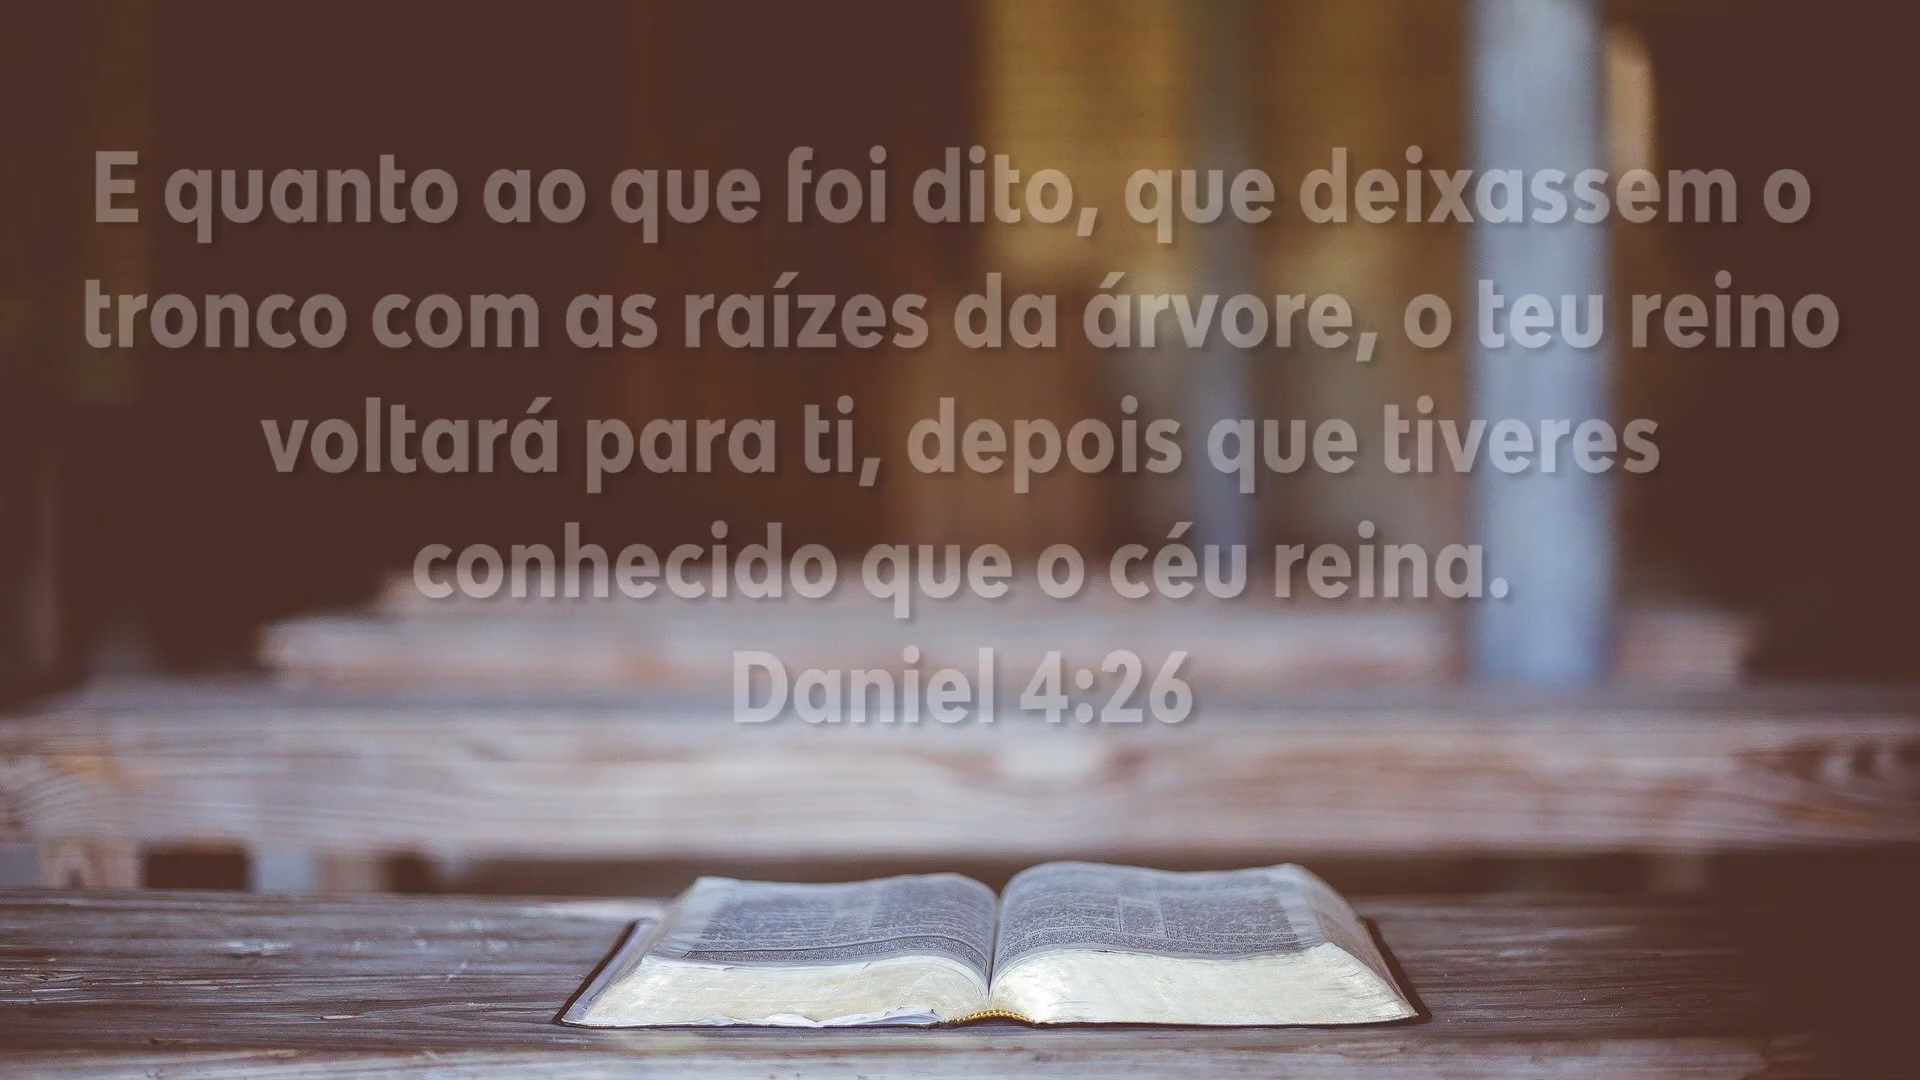 E quanto ao que foi dito, que deixassem o
tronco com as raízes da árvore, o teu reino
voltará para ti, depois que tiveres
conhecido que o céu reina.
Daniel 4:26